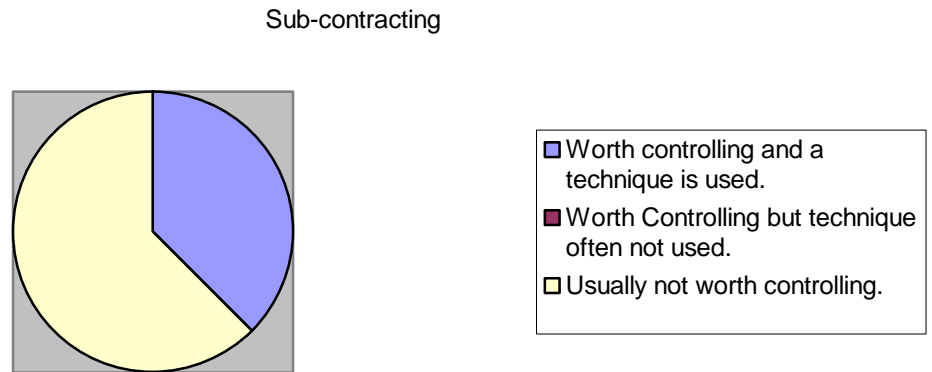 Sub-contracting
Worth controlling and a
technique is used.
Worth Controlling but technique
often not used.
Usually not worth controlling.